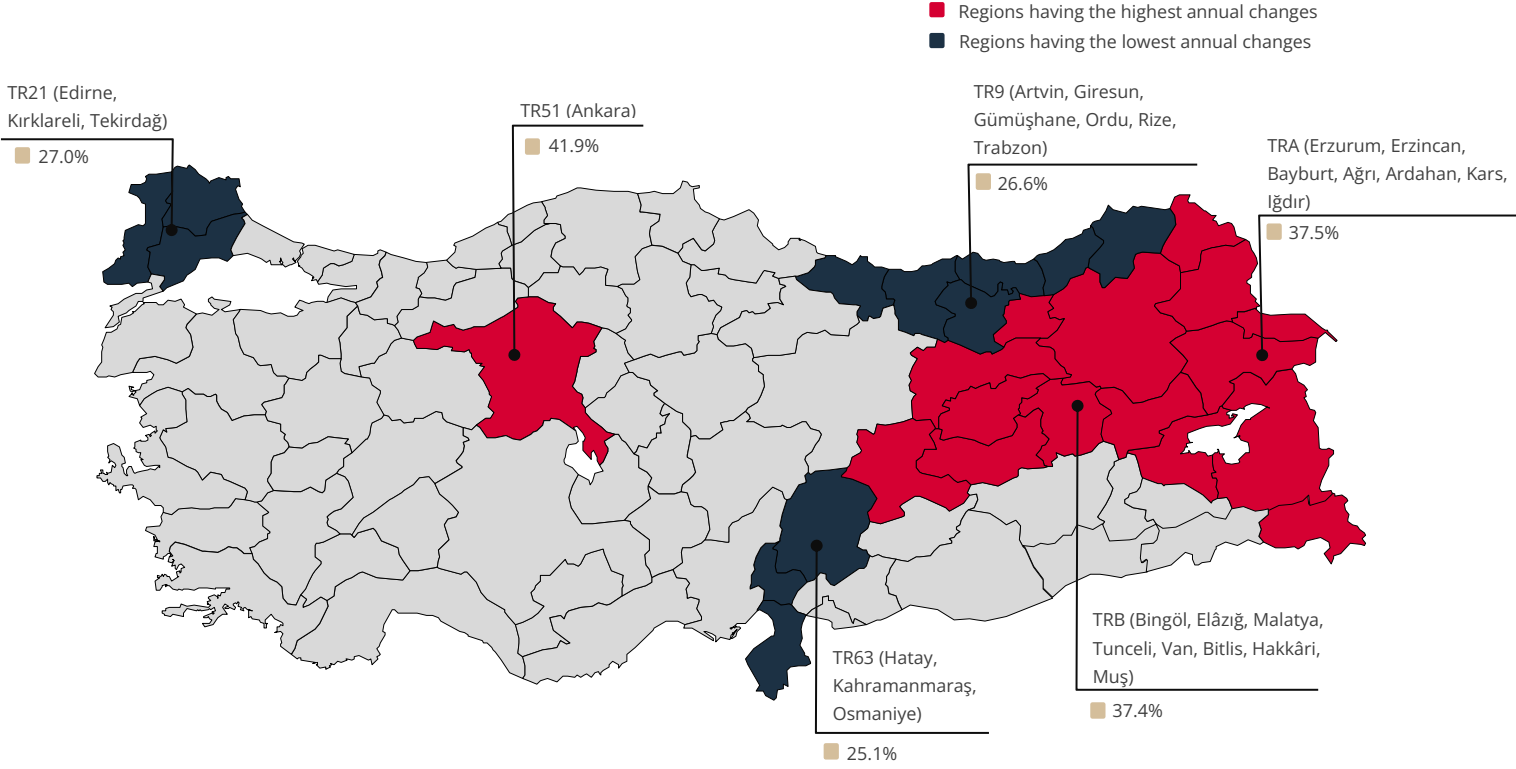 Regions having the highest annual changes
Regions having the lowest annual changes
TR21 (Edirne,
Kırklareli, Tekirdağ)
27.0%
TR51 (Ankara)
41.9%
TR9 (Artvin, Giresun,
Gümüşhane, Ordu, Rize,
Trabzon)
26.6%
TRA (Erzurum, Erzincan,
Bayburt, Ağrı, Ardahan, Kars,
Iğdır)
37.5%
TR63 (Hatay,
Kahramanmaraş,
Osmaniye)
25.1%
TRB (Bingöl, Elâzığ, Malatya,
Tunceli, Van, Bitlis, Hakkâri,
Muş)
37.4%